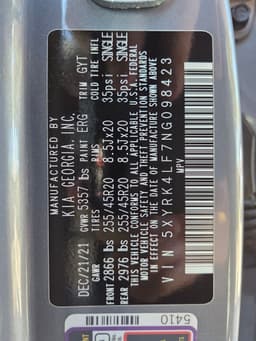 MANUFACTURED BY
KIA GEORGIA, INC.
DEC/21/21 GVWR 5357 lbs PAINT ERG TRIM GYT
GAWR TIRES RIMS COLD TIRE INFL
FRONT 2866 lbs 255/45R20 8.5JX20 35psi SINGLE
REAR 2976 lbs 255/45R20 8.5JX20 35psi SINGLE
THIS VEHICLE CONFORMS TO ALL APPLICABLE U.S.A. FEDERAL
MOTOR VEHICLE SAFETY AND THEFT PREVENTION STANDARDS
IN EFFECT ON THE DATE OF MANUFACTURE SHOWN ABOVE
VIN 5XYRK4LF7NG098423
MPV
5410